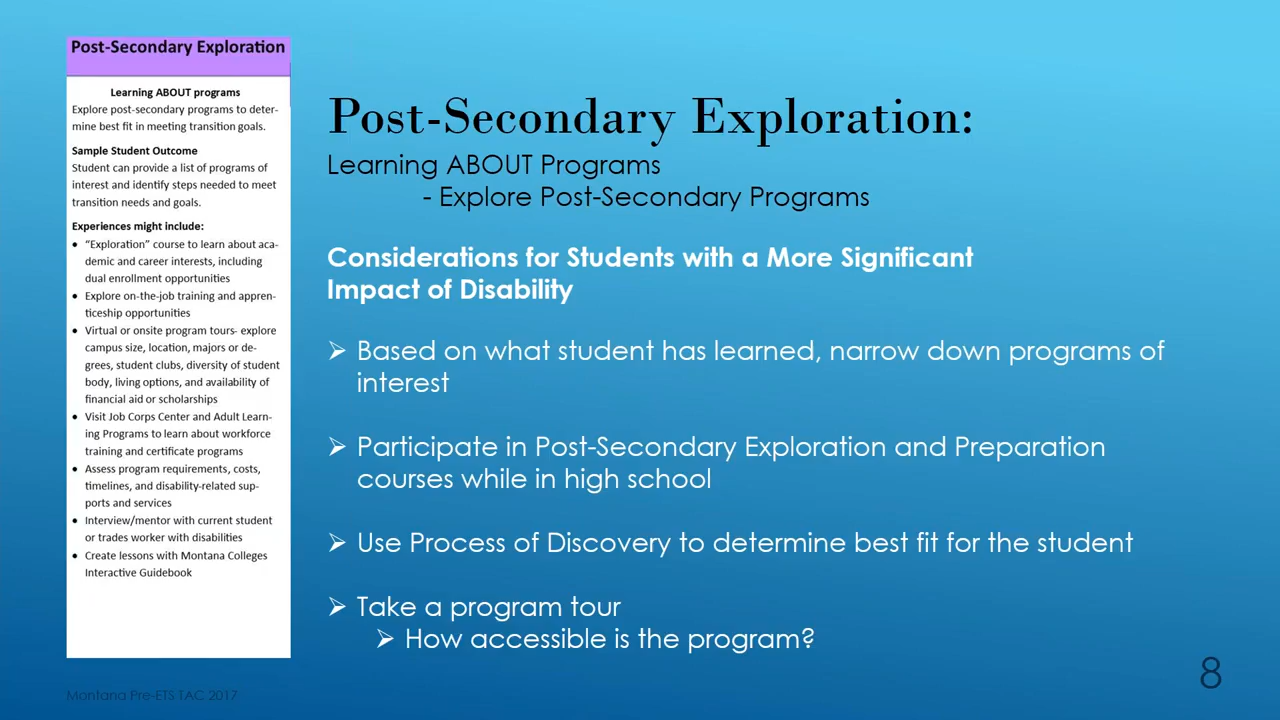 Post-Secondary Exploration
Learning ABOUT programs
Explore post-secondary programs to deter-
mine best fit in meeting transition goals.
Sample Student Outcome
Student can provide a list of programs of
interest and identify steps needed to meet
transition needs and goals.
Experiences might include:
• “Exploration” course to learn about aca-
demic and career interests, including
dual enrollment opportunities
• Explore on-the-job training and appren-
ticeship opportunities
• Virtual or onsite program tours- explore
campus size, location, majors or de-
grees, student clubs, diversity of student
body, living options, and availability of
financial aid or scholarships
• Visit Job Corps Center and Adult Learn-
ing Programs to learn about workforce
training and certificate programs
• Assess program requirements, costs,
timelines, and disability-related sup-
ports and services
• Interview/mentor with current student
or trades worker with disabilities
• Create lessons with Montana Colleges
Interactive Guidebook
Post-Secondary Exploration:
Learning ABOUT Programs
- Explore Post-Secondary Programs
Considerations for Students with a More Significant
Impact of Disability
➢ Based on what student has learned, narrow down programs of
interest
➢ Participate in Post-Secondary Exploration and Preparation
courses while in high school
➢ Use Process of Discovery to determine best fit for the student
➢ Take a program tour
➢ How accessible is the program?
Montana Pre-ETS TAC 2017
8